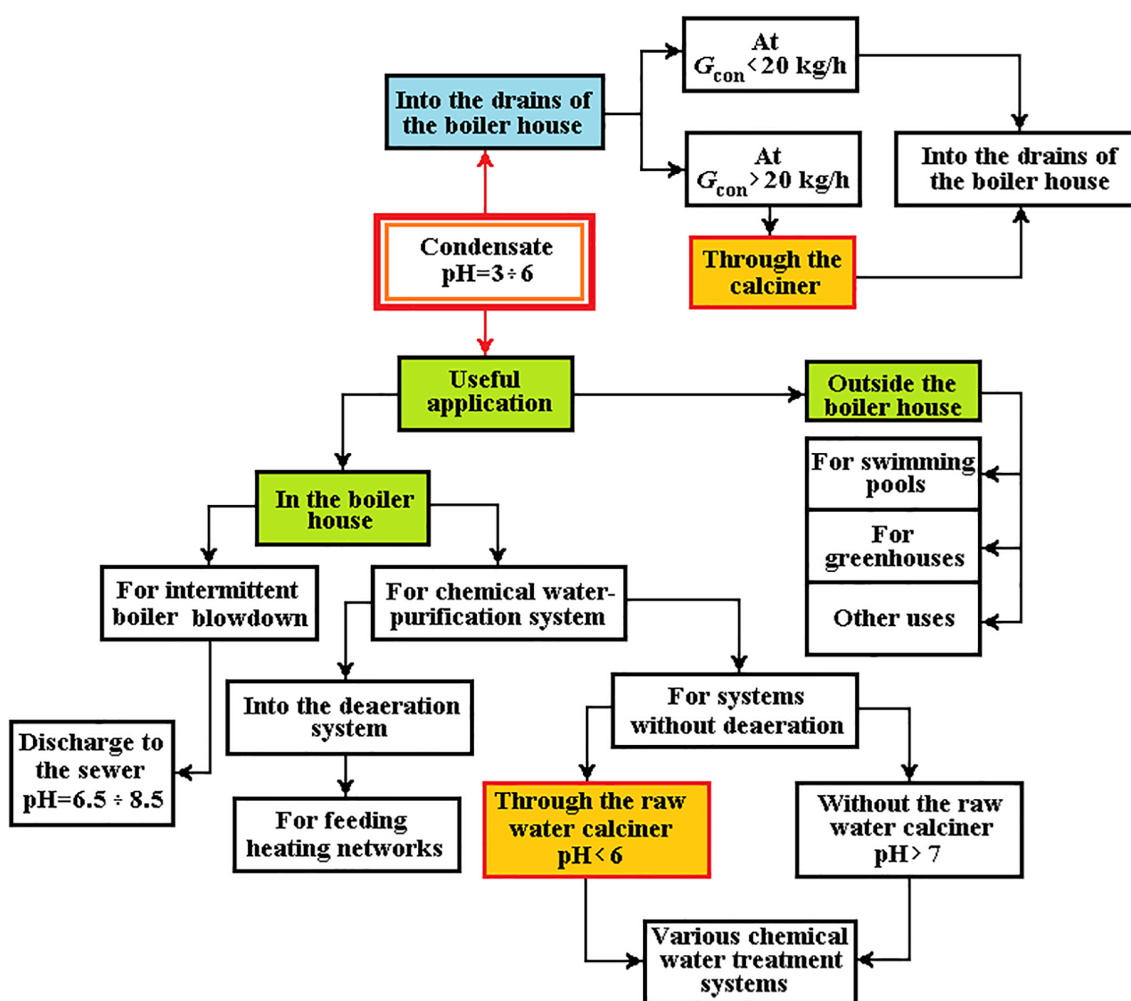 At
Gcon<20 kg/h
Into the drains of
the boiler house
At
Gcon>20 kg/h
Into the drains of
the boiler house
Condensate
pH=3÷6
Through the
calciner
Useful
application
Outside the
boiler house
For swimming
pools
For
greenhouses
Other uses
In the boiler
house
For intermittent
boiler blowdown
For chemical water-
purification system
Into the deaeration
system
For systems
without deaeration
Discharge to
the sewer
pH=6.5÷8.5
For feeding
heating networks
Through the raw
water calciner
pH<6
Without the raw
water calciner
pH>7
Various chemical
water treatment
systems